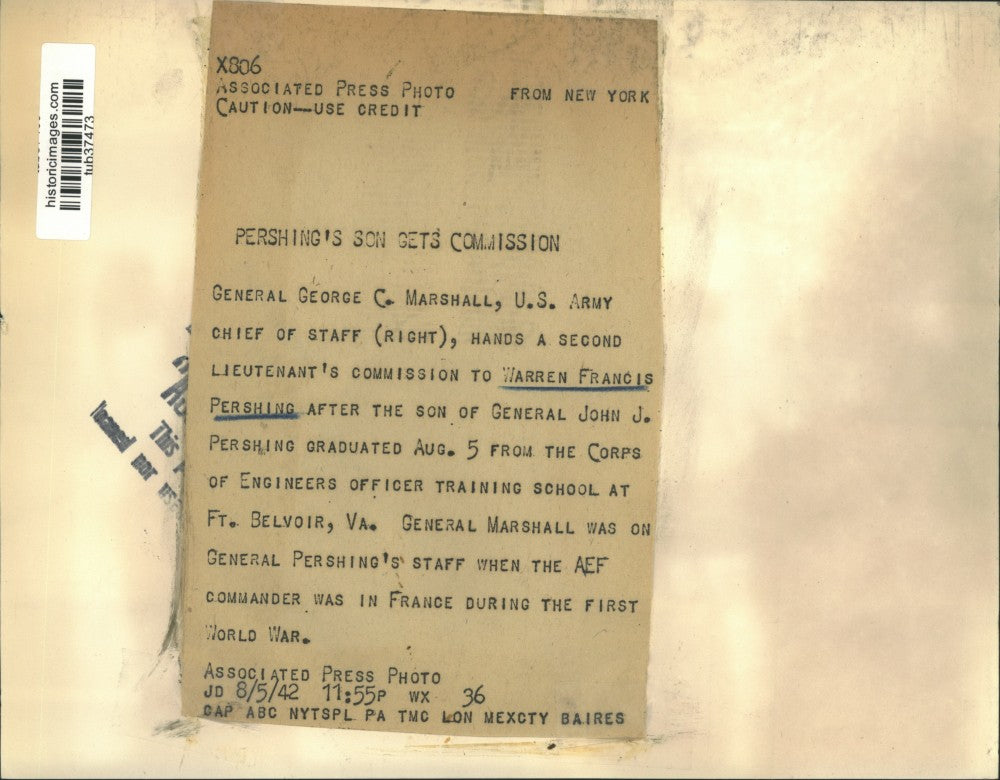 historicimages.com
tub37473
X806
ASSOCIATED PRESS PHOTO FROM NEW YORK
CAUTION--USE CREDIT
PERSHING'S SON GETS COMMISSION
GENERAL GEORGE C. MARSHALL, U.S. ARMY
CHIEF OF STAFF (RIGHT), HANDS A SECOND
LIEUTENANT'S COMMISSION TO WARREN FRANCIS
PERSHING AFTER THE SON OF GENERAL JOHN J.
PERSHING GRADUATED AUG. 5 FROM THE CORPS
OF ENGINEERS OFFICER TRAINING SCHOOL AT
FT. BELVOIR, VA. GENERAL MARSHALL WAS ON
GENERAL PERSHING'S STAFF WHEN THE AEF
COMMANDER WAS IN FRANCE DURING THE FIRST
WORLD WAR.
ASSOCIATED PRESS PHOTO
JD 8/5/42 11:55P WX 36
CAP ABC NYTSPL PA TMC LON MEXCTY BAIRES
This